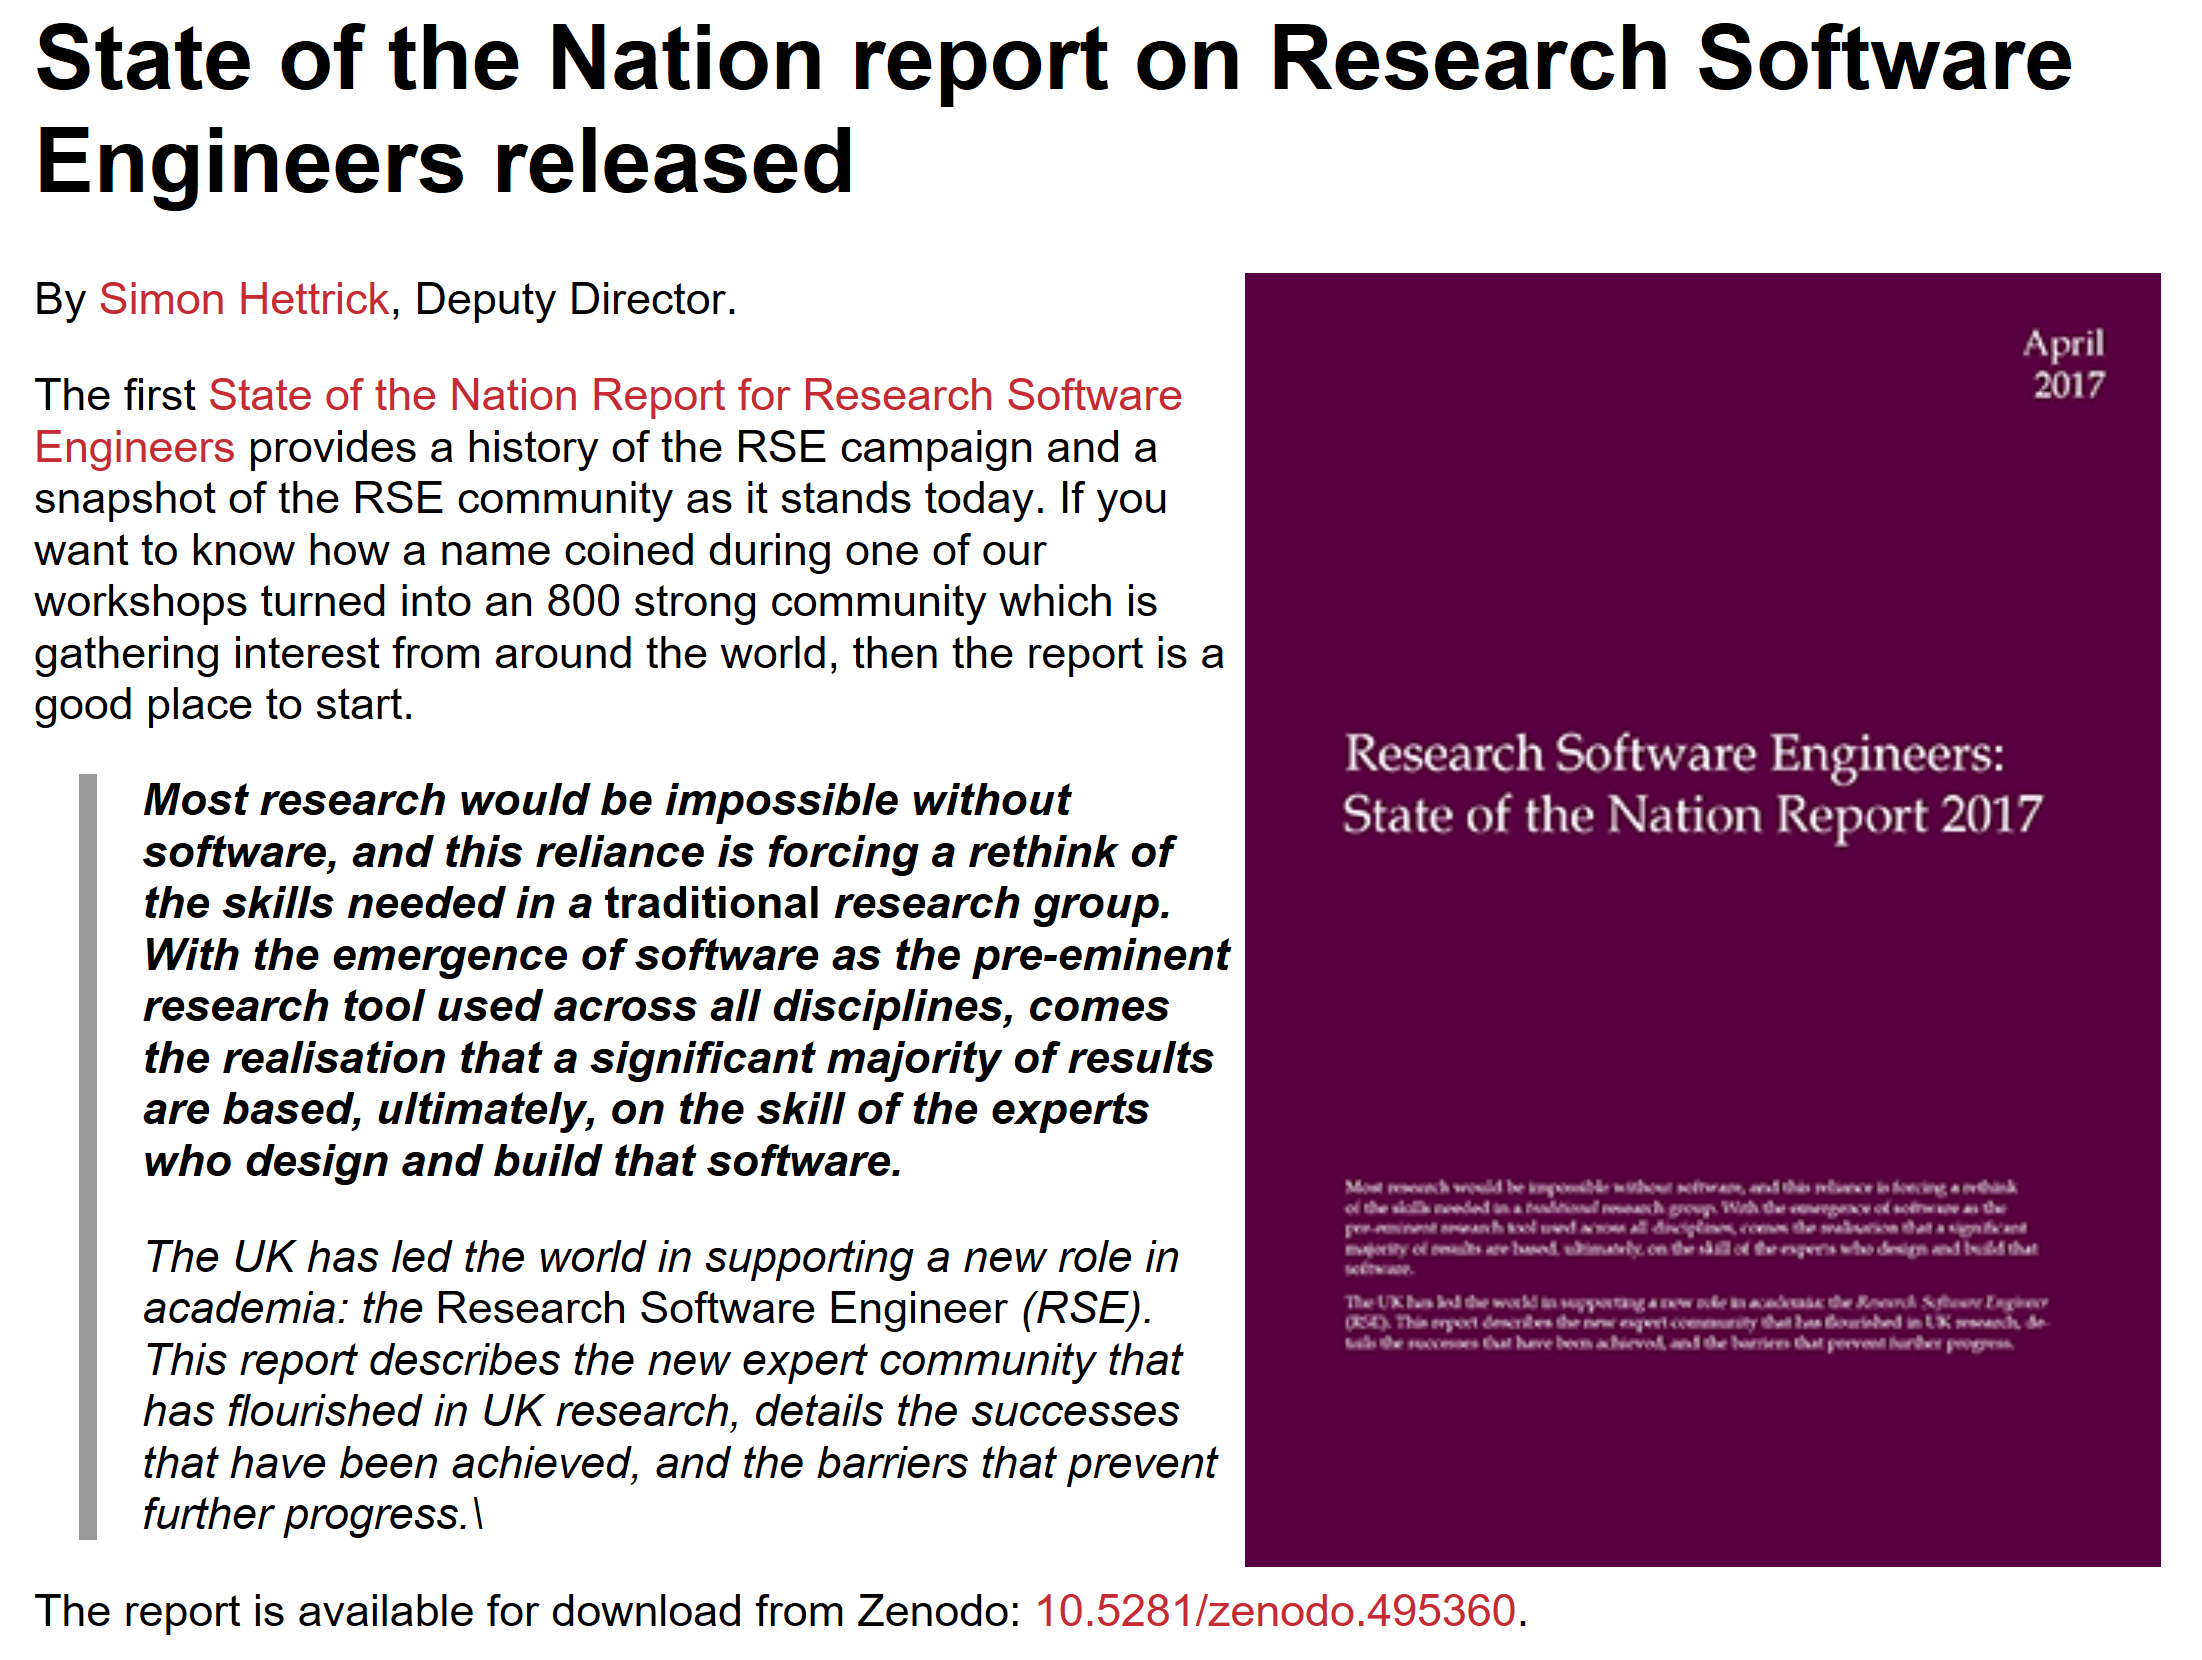 State of the Nation report on Research Software
Engineers released
By Simon Hettrick, Deputy Director.
The first State of the Nation Report for Research Software
Engineers provides a history of the RSE campaign and a
snapshot of the RSE community as it stands today. If you
want to know how a name coined during one of our
workshops turned into an 800 strong community which is
gathering interest from around the world, then the report is a
good place to start.
Most research would be impossible without
software, and this reliance is forcing a rethink of
the skills needed in a traditional research group.
With the emergence of software as the pre-eminent
research tool used across all disciplines, comes
the realisation that a significant majority of results
are based, ultimately, on the skill of the experts
who design and build that software.
The UK has led the world in supporting a new role in
academia: the Research Software Engineer (RSE).
This report describes the new expert community that
has flourished in UK research, details the successes
that have been achieved, and the barriers that prevent
further progress.\
The report is available for download from Zenodo: 10.5281/zenodo.495360.
April
2017
Research Software Engineers:
State of the Nation Report 2017
Most research would be impossible without software, and this reliance is forcing a rethink
of the skills needed in a traditional research group. With the emergence of software as the
pre-eminent research tool used across all disciplines, comes the realisation that a significant
majority of results are based, ultimately, on the skill of the experts who design and build that
software.
The UK has led the world in supporting a new role in academia: the Research Software Engineer
(RSE). This report describes the new expert community that has flourished in UK research, de-
tails the successes that have been achieved, and the barriers that prevent further progress.